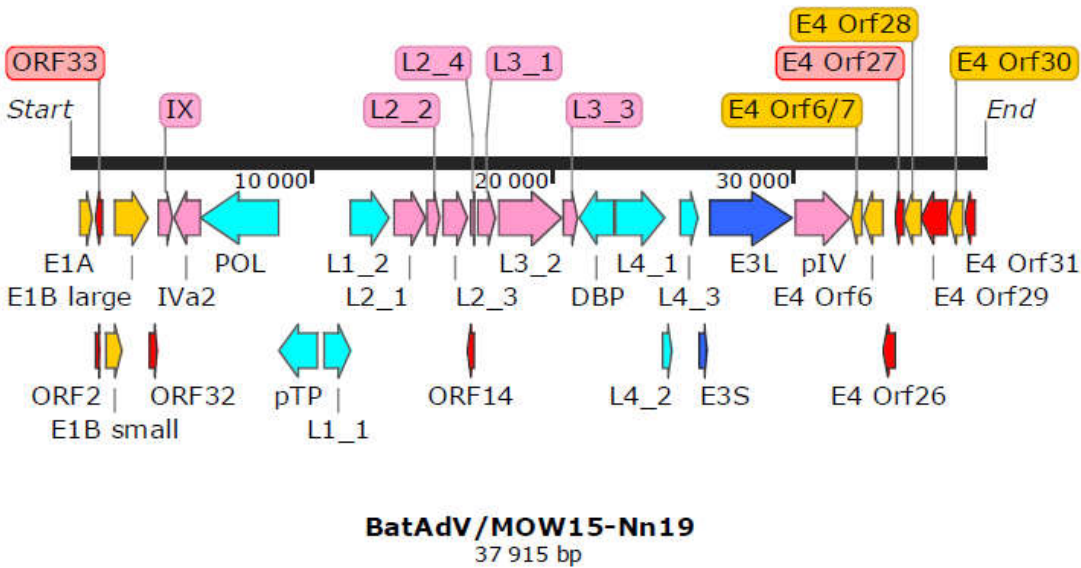 E4 Orf28
ORF33 L2_4 L3_1 E4 Orf27 E4 Orf30
Start IX L2_2 L3_3 E4 Orf6/7 End
10 000 20 000 30 000
E1A POL L1_2 L3_2 L4_1 E3L pIV E4 Orf31
E1B large IVa2 L2_1 L2_3 DBP L4_3 E4 Orf6 E4 Orf29
ORF2 ORF32 pTP ORF14 L4_2 E3S E4 Orf26
E1B small L1_1
BatAdV/MOW15-Nn19
37 915 bp